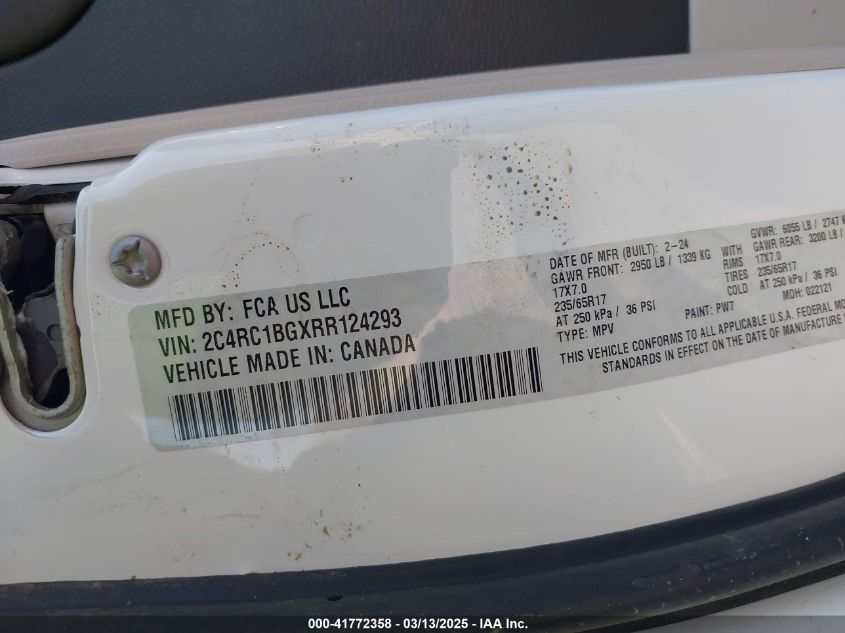 MFD BY: FCA US LLC
VIN: 2C4RC1BGXRR124293
VEHICLE MADE IN: CANADA
DATE OF MFR (BUILT): 2-24 GVWR: 6055 LB / 2747
GAWR FRONT: 2950 LB / 1339 KG WITH GAWR REAR: 3200 LB /
17X7.0 RIMS 17X7.0
235/65R17 TIRES 235/65R17
AT 250 kPa / 36 PSI COLD AT 250 kPa / 36 PSI
TYPE: MPV PAINT: PW7 MDH: 022121
THIS VEHICLE CONFORMS TO ALL APPLICABLE U.S.A. FEDERAL
STANDARDS IN EFFECT ON THE DATE OF MANUFACTURE
000-41772358 - 03/13/2025 - © IAA Inc.